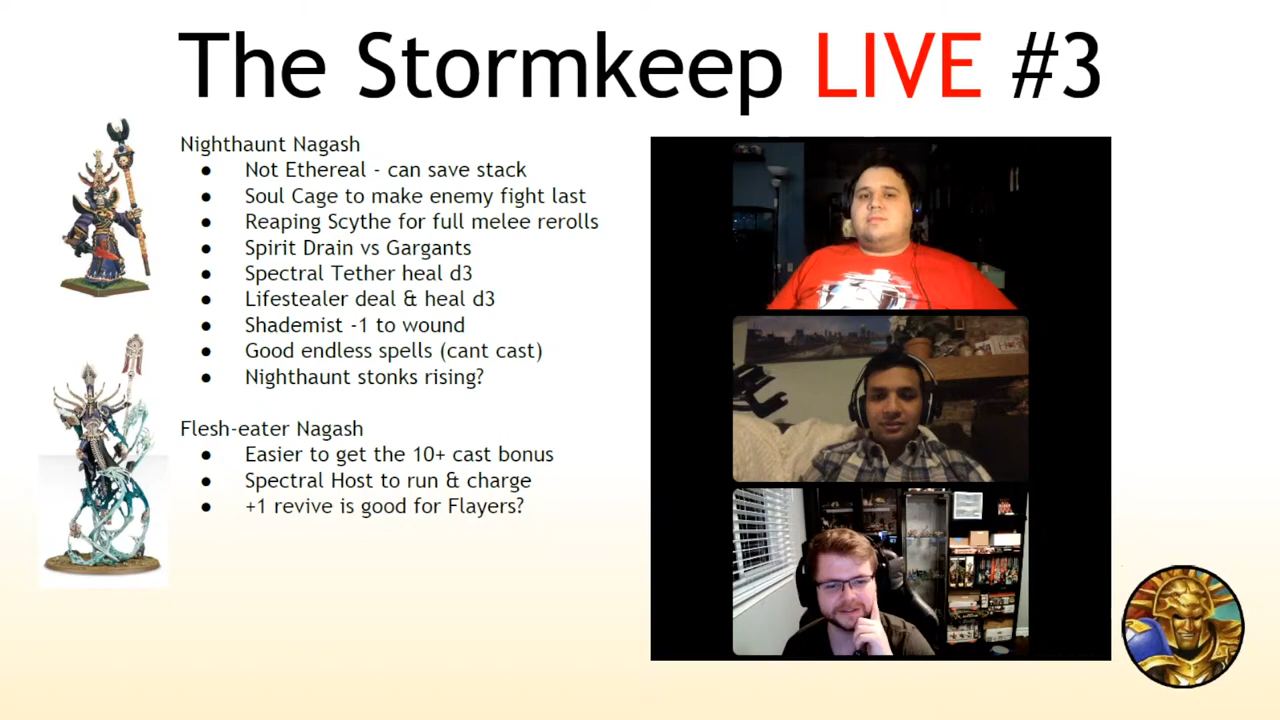 The Stormkeep LIVE #3
Nighthaunt Nagash
● Not Ethereal - can save stack
● Soul Cage to make enemy fight last
● Reaping Scythe for full melee rerolls
● Spirit Drain vs Gargants
● Spectral Tether heal d3
● Lifestealer deal & heal d3
● Shademist -1 to wound
● Good endless spells (cant cast)
● Nighthaunt stonks rising?
Flesh-eater Nagash
● Easier to get the 10+ cast bonus
● Spectral Host to run & charge
● +1 revive is good for Flayers?